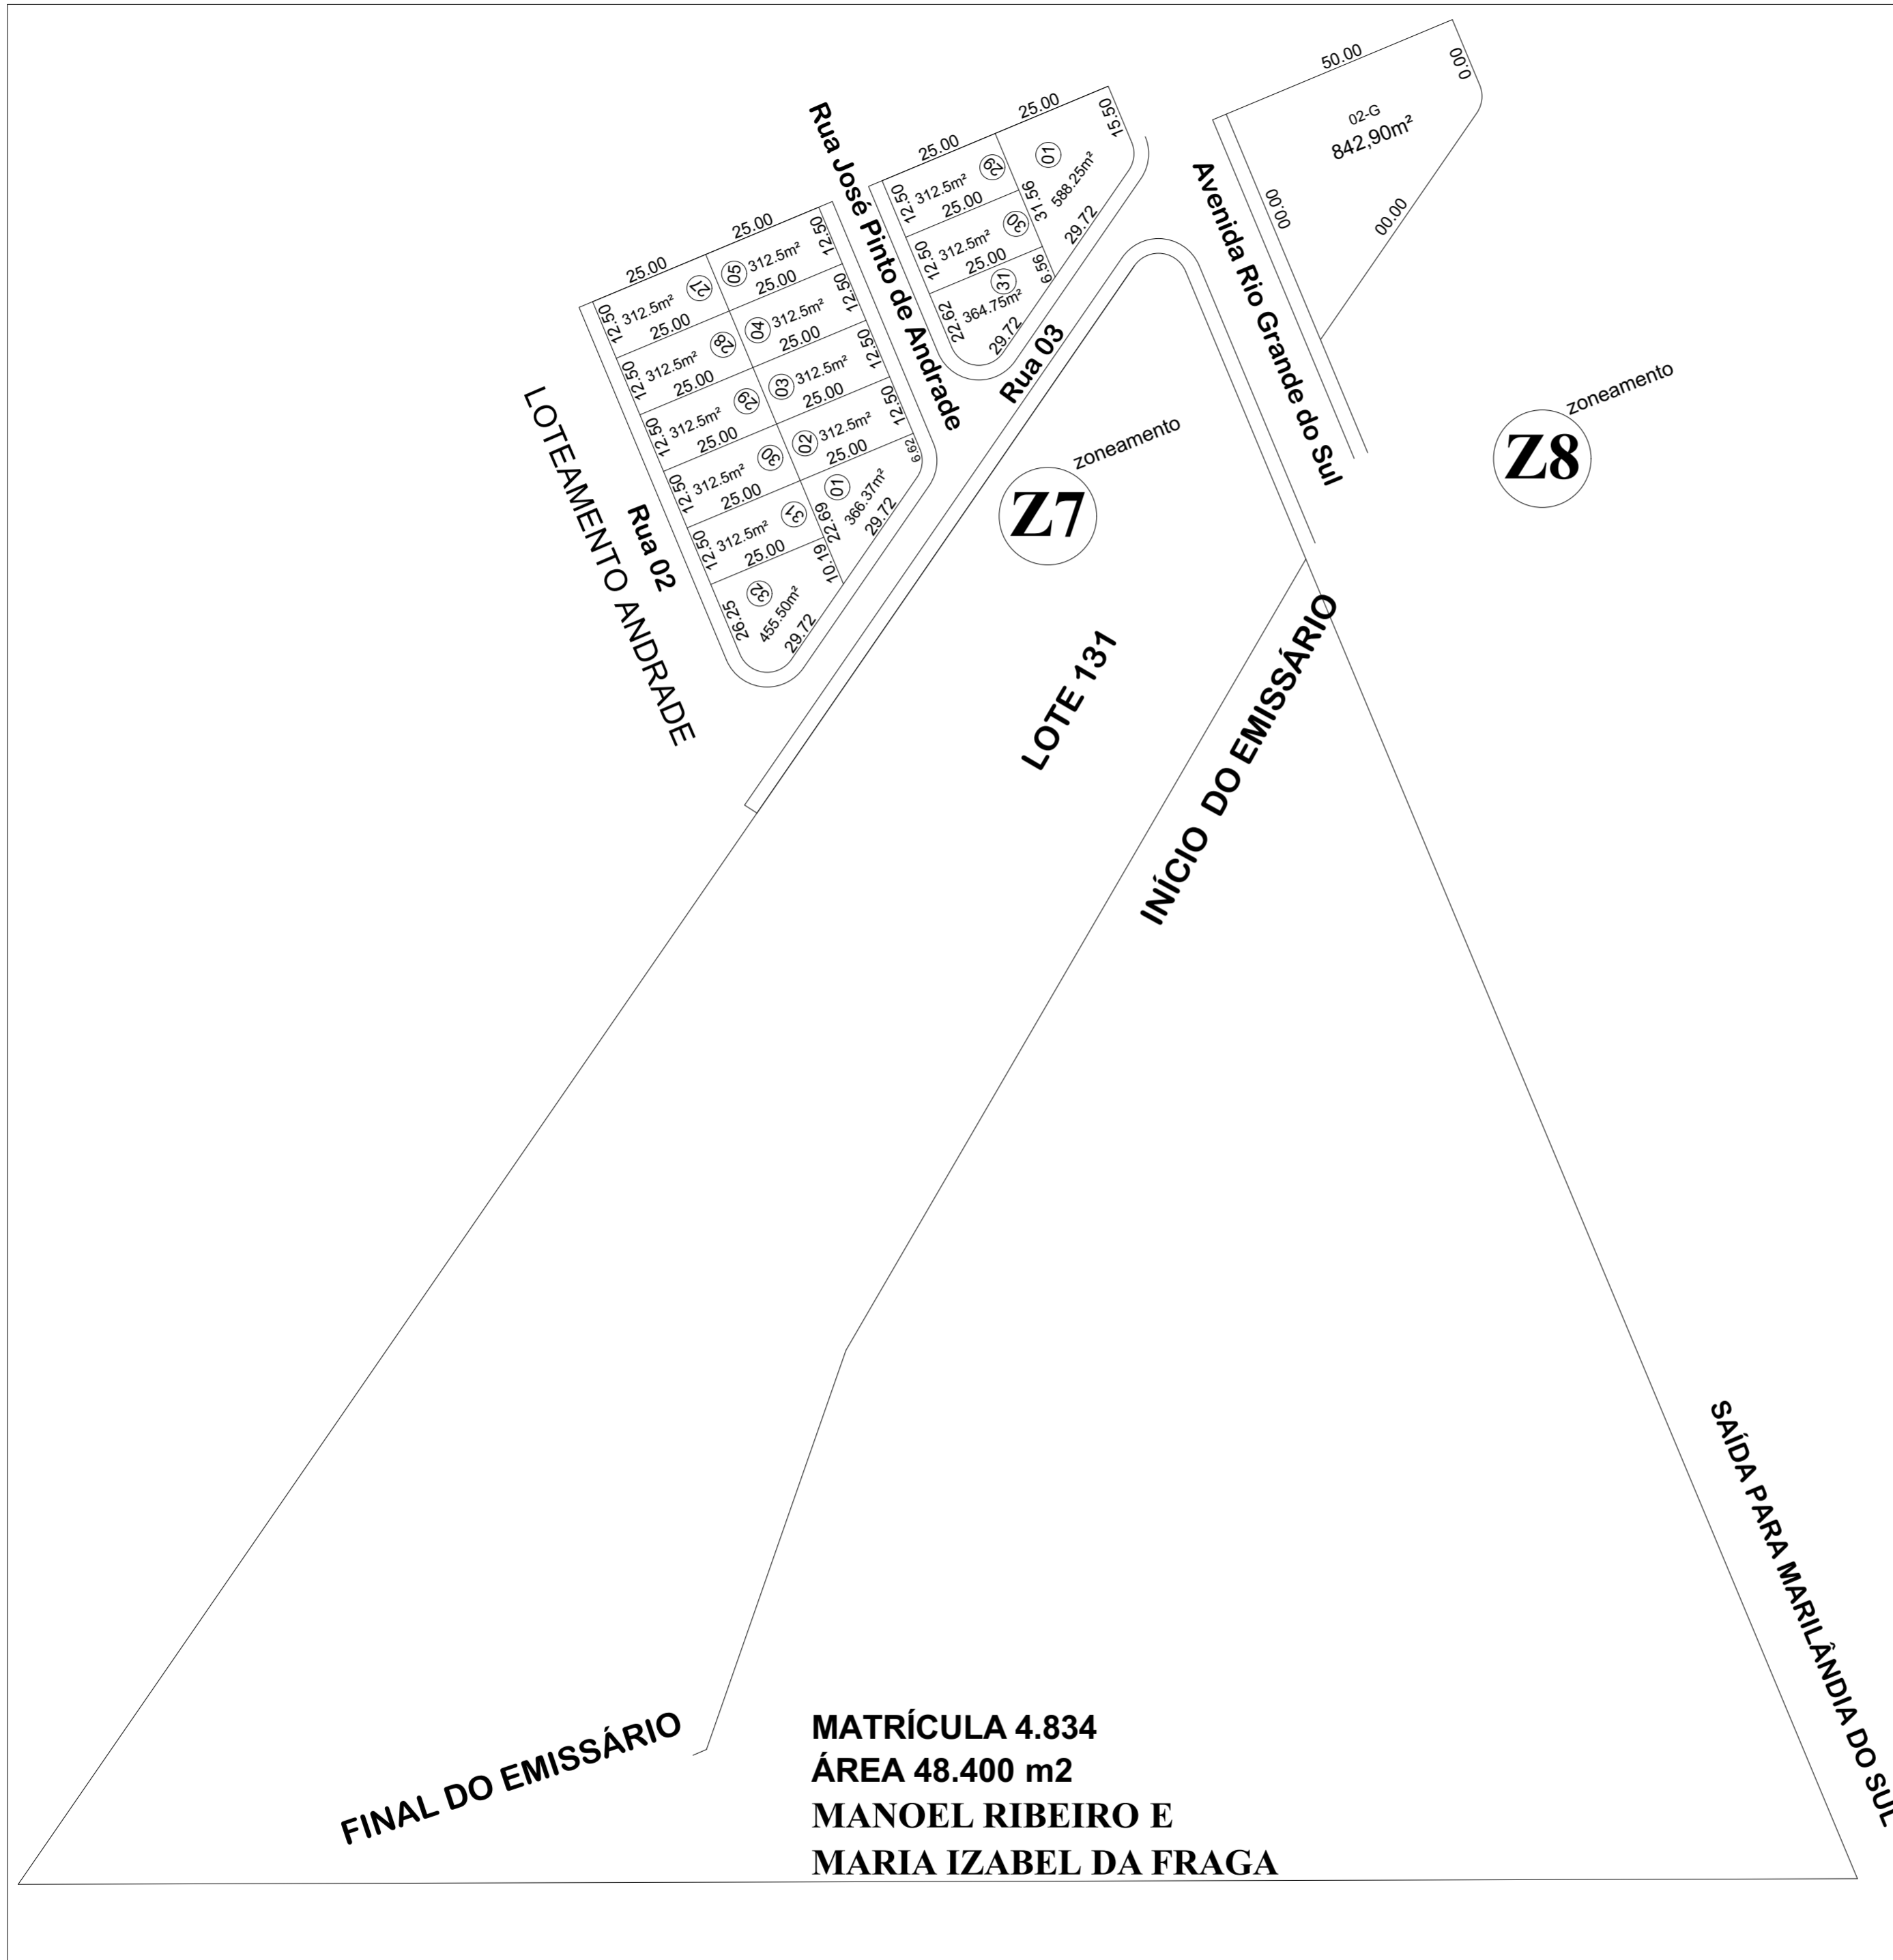 50.00
0.00
02-G
842,90m²
00.00
00.00
Avenida Rio Grande do Sul
25.00
15.50
25.00
01
588.25m²
31.56
29.72
12.50
312.5m²
29
25.00
12.50
312.5m²
30
25.00
6.56
31
364.75m²
22.62
29.72
Rua José Pinto de Andrade
Rua 03
25.00
12.50
05
312.5m²
25.00
12.50
04
312.5m²
25.00
12.50
03
312.5m²
25.00
12.50
02
312.5m²
25.00
6.62
01
366.37m²
22.69
29.72
25.00
12.50
312.5m²
27
25.00
12.50
312.5m²
28
25.00
12.50
312.5m²
29
25.00
12.50
312.5m²
30
25.00
12.50
312.5m²
31
25.00
10.19
32
455.50m²
26.25
29.72
Rua 02
LOTEAMENTO ANDRADE
zoneamento
Z7
zoneamento
Z8
LOTE 131
INÍCIO DO EMISSÁRIO
SAÍDA PARA MARILÂNDIA DO SUL
FINAL DO EMISSÁRIO
MATRÍCULA 4.834
ÁREA 48.400 m2
MANOEL RIBEIRO E
MARIA IZABEL DA FRAGA